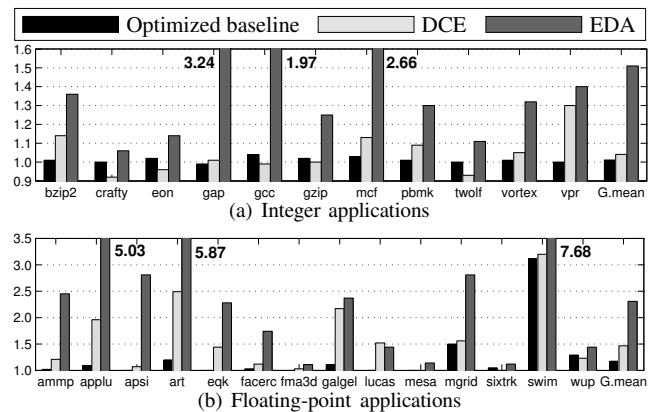 Optimized baseline DCE EDA
1.6
1.5
1.4
1.3
1.2
1.1
1.0
0.9
3.24 1.97 2.66
bzip2 crafty eon gap gcc gzip mcf pbmk twolf vortex vpr G.mean
(a) Integer applications
3.5
3.0
2.5
2.0
1.5
1.0
5.03 5.87 7.68
ammp applu apsi art eqk facerc fma3d galgel lucas mesa mgrid sixtrk swim wup G.mean
(b) Floating-point applications